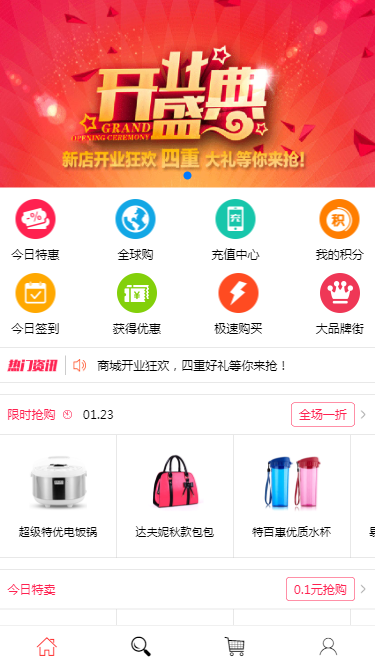 开业盛典
GRAND
OPENING CEREMONY
新店开业狂欢 四重 大礼等你来抢!
-%
充
积
今日特惠 全球购 充值中心 我的积分
¥
今日签到 获得优惠 极速购买 大品牌街
热门资讯 商城开业狂欢，四重好礼等你来抢！
限时抢购 01.23 全场一折
超级特优电饭锅 达夫妮秋款包包 特百惠优质水杯
今日特卖 0.1元抢购